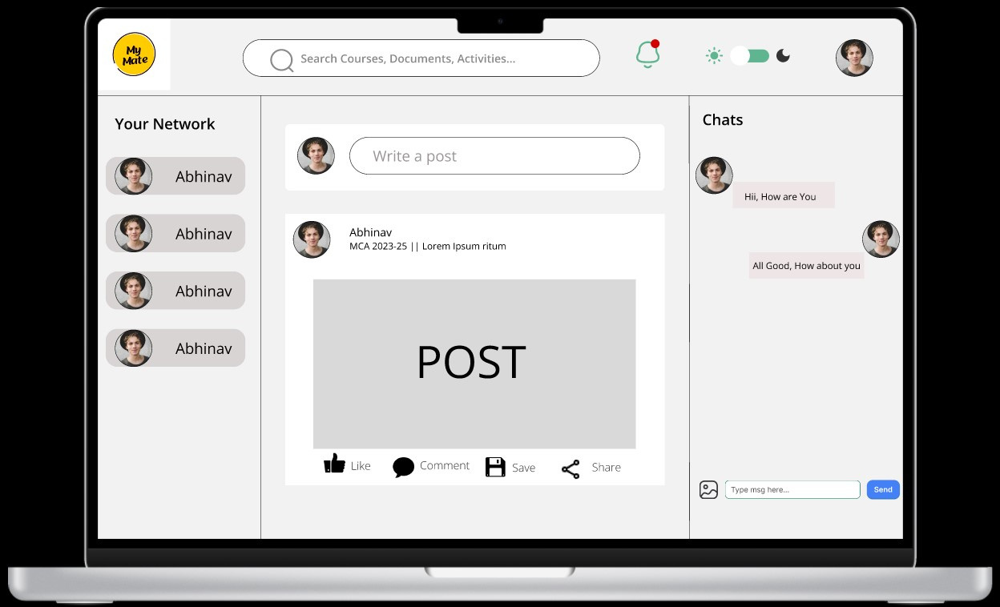 My
Mate
Search Courses, Documents, Activities...
Your Network
Abhinav
Abhinav
Abhinav
Abhinav
Write a post
Abhinav
MCA 2023-25 || Lorem Ipsum ritum
POST
Like
Comment
Save
Share
Chats
Hii, How are You
All Good, How about you
Type msg here...
Send